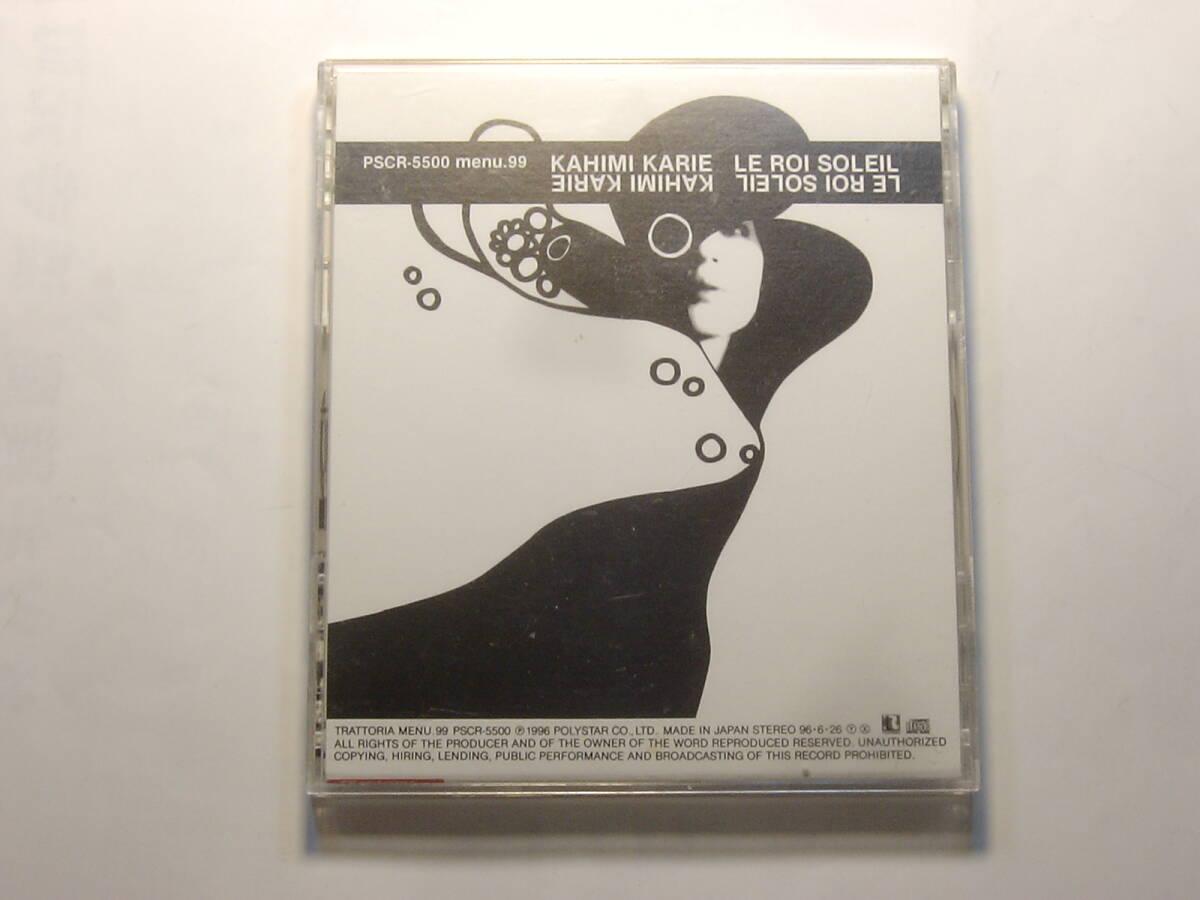 PSCR-5500 menu.99 KAHIMI KARIE LE ROI SOLEIL
KAHIMI KARIE LE ROI SOLEIL
TRATTORIA MENU.99 PSCR-5500 Ⓟ1996 POLYSTAR CO., LTD. MADE IN JAPAN STEREO 96・6・26 Ⓨ Ⓧ
ALL RIGHTS OF THE PRODUCER AND OF THE OWNER OF THE WORD REPRODUCED RESERVED. UNAUTHORIZED
COPYING, HIRING, LENDING, PUBLIC PERFORMANCE AND BROADCASTING OF THIS RECORD PROHIBITED.